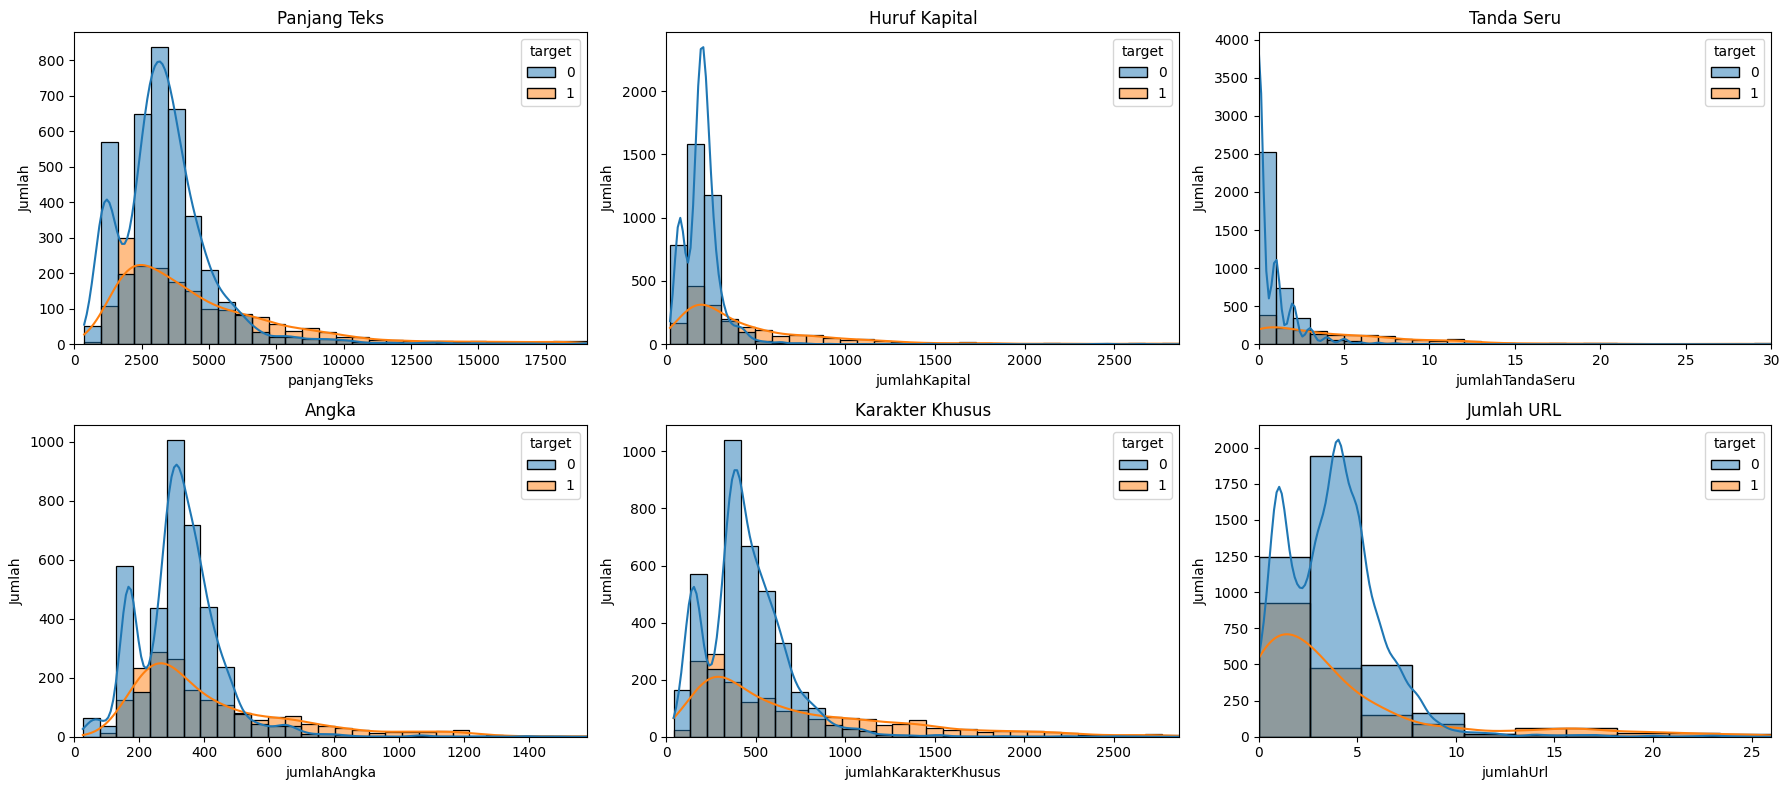 Panjang Teks
target
0
1
Jumlah
800
700
600
500
400
300
200
100
0
0 2500 5000 7500 10000 12500 15000 17500
panjangTeks
Huruf Kapital
target
0
1
Jumlah
2000
1500
1000
500
0
0 500 1000 1500 2000 2500
jumlahKapital
Tanda Seru
target
0
1
Jumlah
4000
3500
3000
2500
2000
1500
1000
500
0
0 5 10 15 20 25 30
jumlahTandaSeru
Angka
target
0
1
Jumlah
1000
800
600
400
200
0
0 200 400 600 800 1000 1200 1400
jumlahAngka
Karakter Khusus
target
0
1
Jumlah
1000
800
600
400
200
0
0 500 1000 1500 2000 2500
jumlahKarakterKhusus
Jumlah URL
target
0
1
Jumlah
2000
1750
1500
1250
1000
750
500
250
0
0 5 10 15 20 25
jumlahUrl